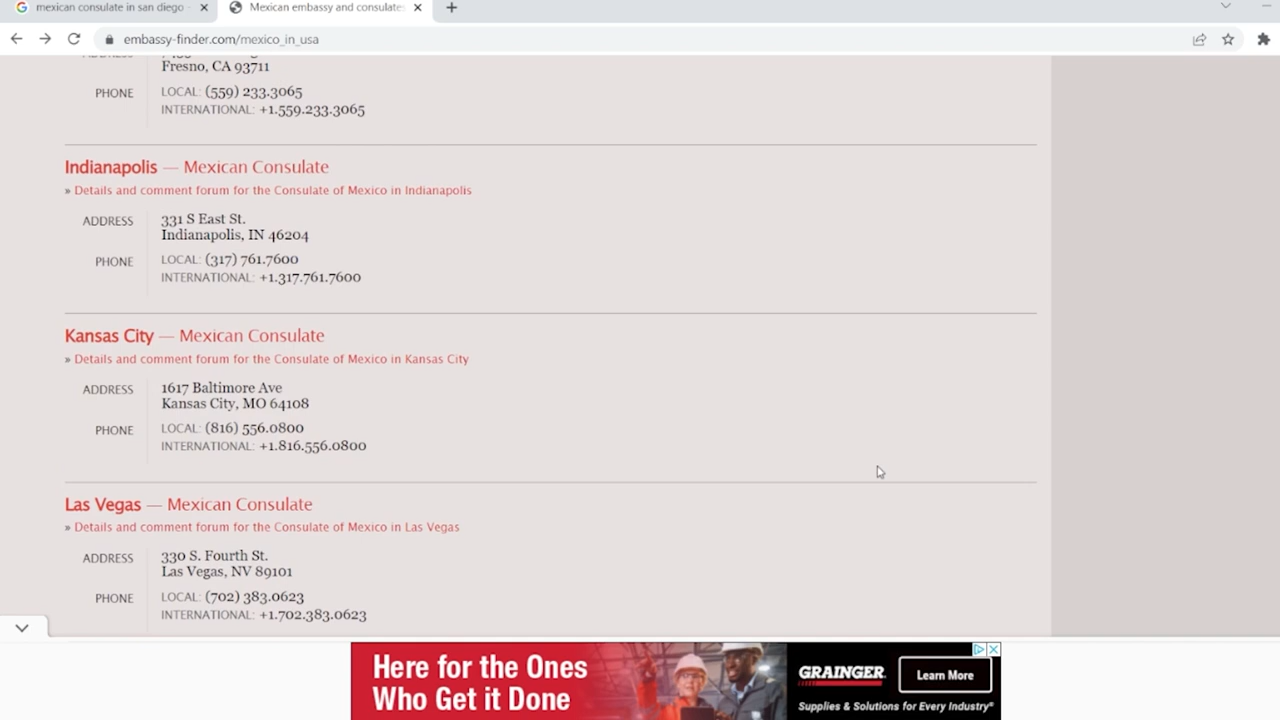 mexican consulate in san diego -
Mexican embassy and consulates
embassy-finder.com/mexico_in_usa
Fresno, CA 93711
PHONE
LOCAL: (559) 233.3065
INTERNATIONAL: +1.559.233.3065
Indianapolis — Mexican Consulate
» Details and comment forum for the Consulate of Mexico in Indianapolis
ADDRESS
331 S East St.
Indianapolis, IN 46204
PHONE
LOCAL: (317) 761.7600
INTERNATIONAL: +1.317.761.7600
Kansas City — Mexican Consulate
» Details and comment forum for the Consulate of Mexico in Kansas City
ADDRESS
1617 Baltimore Ave
Kansas City, MO 64108
PHONE
LOCAL: (816) 556.0800
INTERNATIONAL: +1.816.556.0800
Las Vegas — Mexican Consulate
» Details and comment forum for the Consulate of Mexico in Las Vegas
ADDRESS
330 S. Fourth St.
Las Vegas, NV 89101
PHONE
LOCAL: (702) 383.0623
INTERNATIONAL: +1.702.383.0623
Here for the Ones
Who Get it Done
GRAINGER
Learn More
Supplies & Solutions for Every Industry®